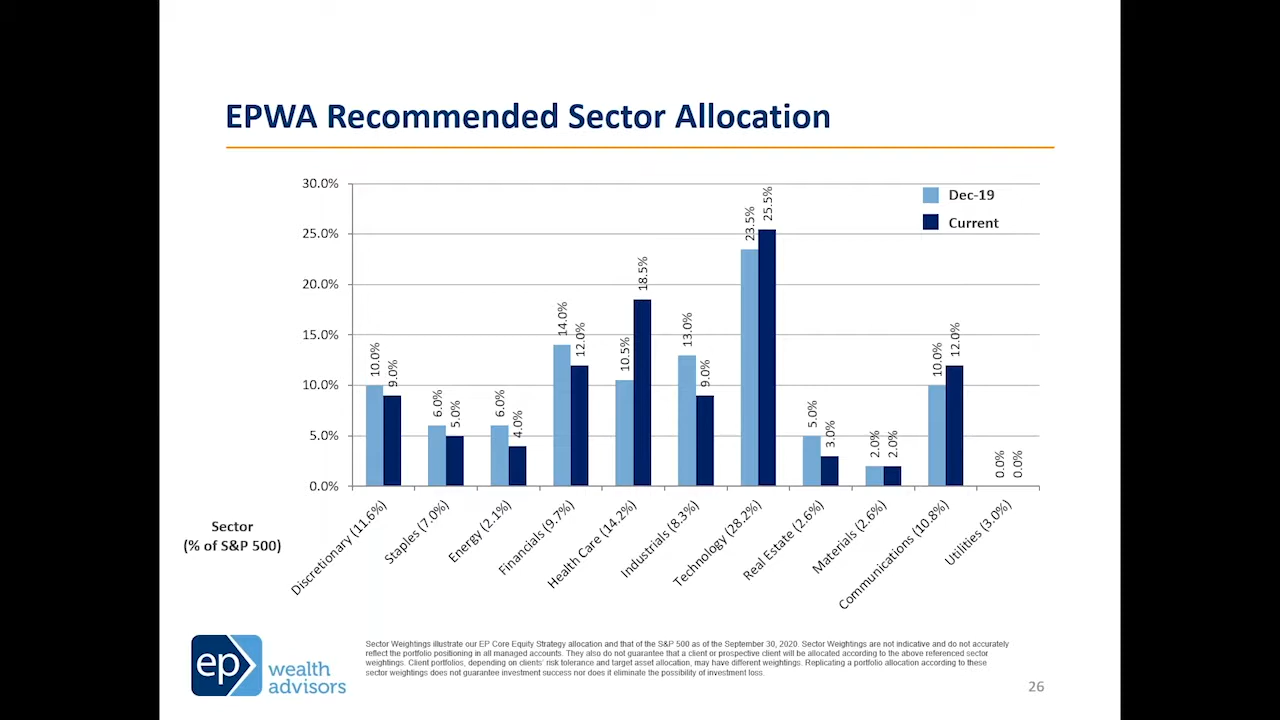 EPWA Recommended Sector Allocation
30.0%
25.0%
20.0%
15.0%
10.0%
5.0%
0.0%
Dec-19
Current
10.0%
9.0%
6.0%
5.0%
6.0%
4.0%
14.0%
12.0%
10.5%
18.5%
13.0%
9.0%
23.5%
25.5%
5.0%
3.0%
2.0%
2.0%
10.0%
12.0%
0.0%
0.0%
Sector
(% of S&P 500)
Discretionary (11.6%)
Staples (7.0%)
Energy (2.1%)
Financials (9.7%)
Health Care (14.2%)
Industrials (8.3%)
Technology (28.2%)
Real Estate (2.6%)
Materials (2.6%)
Communications (10.8%)
Utilities (3.0%)
ep
wealth
advisors
Sector Weightings illustrate our EP Core Equity Strategy allocation and that of the S&P 500 as of the September 30, 2020. Sector Weightings are not indicative and do not accurately
reflect the portfolio positioning in all managed accounts. They also do not guarantee that a client or prospective client will be allocated according to the above referenced sector
weightings. Client portfolios, depending on clients' risk tolerance and target asset allocation, may have different weightings. Replicating a portfolio allocation according to these
sector weightings does not guarantee investment success nor does it eliminate the possibility of investment loss.
26